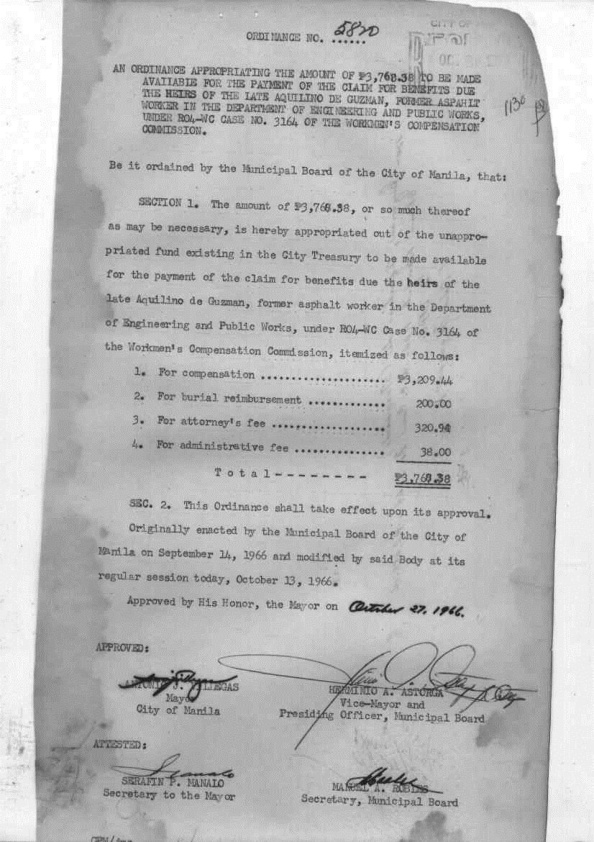 CITY OF
ORDINANCE NO. 5820
AN ORDINANCE APPROPRIATING THE AMOUNT OF ₱3,768.38 TO BE MADE
AVAILABLE FOR THE PAYMENT OF THE CLAIM FOR BENEFITS DUE
THE HEIRS OF THE LATE AQUILINO DE GUZMAN, FORMER ASPHALT
WORKER IN THE DEPARTMENT OF ENGINEERING AND PUBLIC WORKS,
UNDER RO4-WC CASE NO. 3164 OF THE WORKMEN'S COMPENSATION
COMMISSION.
1130
Be it ordained by the Municipal Board of the City of Manila, that:
SECTION 1. The amount of ₱3,768.38, or so much thereof
as may be necessary, is hereby appropriated out of the unappro-
priated fund existing in the City Treasury to be made available
for the payment of the claim for benefits due the heirs of the
late Aquilino de Guzman, former asphalt worker in the Department
of Engineering and Public Works, under RO4-WC Case No. 3164 of
the Workmen's Compensation Commission, itemized as follows:
1. For compensation ..................... ₱3,209.44
2. For burial reimbursement ............. 200.00
3. For attorney's fee ................... 320.94
4. For administrative fee ............... 38.00
Total-------- ₱3,768.38
SEC. 2. This Ordinance shall take effect upon its approval.
Originally enacted by the Municipal Board of the City of
Manila on September 14, 1966 and modified by said Body at its
regular session today, October 13, 1966.
Approved by His Honor, the Mayor on October 27, 1966.
APPROVED:
ANTONIO J. VILLEGAS
Mayor
City of Manila
HERMINIO A. ASTORGA
Vice-Mayor and
Presiding Officer, Municipal Board
ATTESTED:
SERAFIN P. MANALO
Secretary to the Mayor
MANUEL A. ROBLES
Secretary, Municipal Board